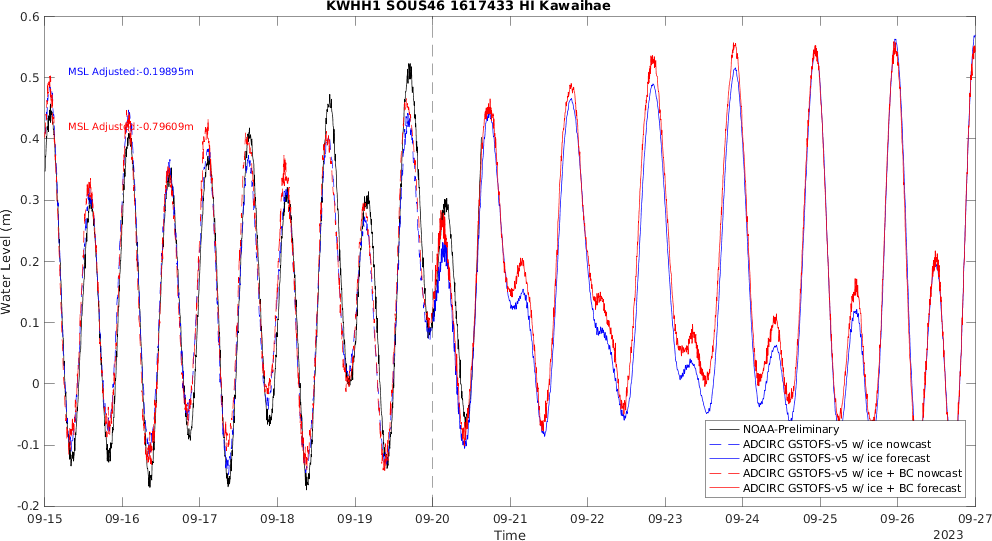 KWHH1 SOUS46 1617433 HI Kawaihae
0.6
0.5
0.4
0.3
0.2
0.1
0
-0.1
-0.2
Water Level (m)
MSL Adjusted:-0.19895m
MSL Adjusted:-0.79609m
NOAA-Preliminary
ADCIRC GSTOFS-v5 w/ ice nowcast
ADCIRC GSTOFS-v5 w/ ice forecast
ADCIRC GSTOFS-v5 w/ ice + BC nowcast
ADCIRC GSTOFS-v5 w/ ice + BC forecast
09-15 09-16 09-17 09-18 09-19 09-20 09-21 09-22 09-23 09-24 09-25 09-26 09-27
Time
2023